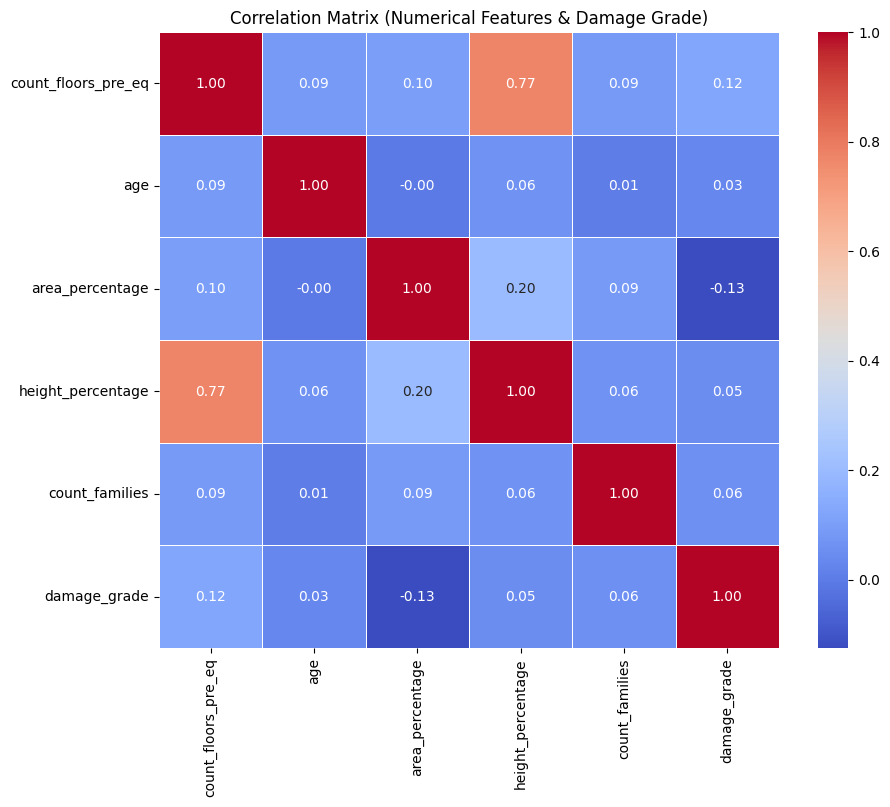 Correlation Matrix (Numerical Features & Damage Grade)
count_floors_pre_eq 1.00 0.09 0.10 0.77 0.09 0.12
age 0.09 1.00 -0.00 0.06 0.01 0.03
area_percentage 0.10 -0.00 1.00 0.20 0.09 -0.13
height_percentage 0.77 0.06 0.20 1.00 0.06 0.05
count_families 0.09 0.01 0.09 0.06 1.00 0.06
damage_grade 0.12 0.03 -0.13 0.05 0.06 1.00
count_floors_pre_eq
age
area_percentage
height_percentage
count_families
damage_grade
1.0
0.8
0.6
0.4
0.2
0.0